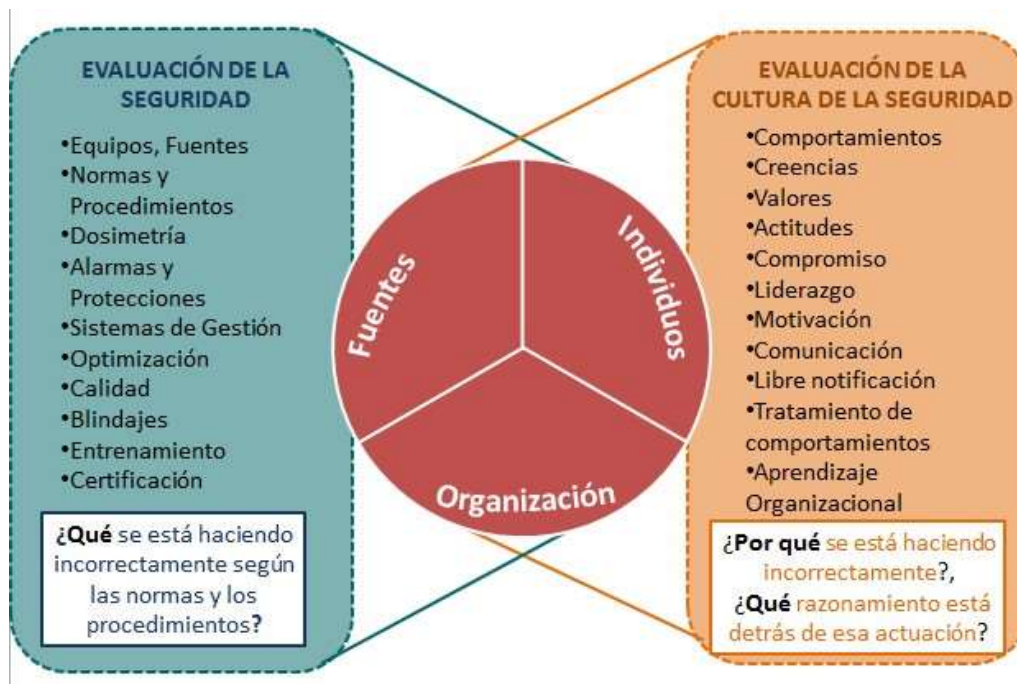 EVALUACIÓN DE LA
SEGURIDAD
•Equipos, Fuentes
•Normas y
Procedimientos
•Dosimetría
•Alarmas y
Protecciones
•Sistemas de Gestión
•Optimización
•Calidad
•Blindajes
•Entrenamiento
•Certificación
¿Qué se está haciendo
incorrectamente según
las normas y los
procedimientos?
Fuentes
Individuos
Organización
EVALUACIÓN DE LA
CULTURA DE LA SEGURIDAD
•Comportamientos
•Creencias
•Valores
•Actitudes
•Compromiso
•Liderazgo
•Motivación
•Comunicación
•Libre notificación
•Tratamiento de
comportamientos
•Aprendizaje
Organizacional
¿Por qué se está haciendo
incorrectamente?,
¿Qué razonamiento está
detrás de esa actuación?